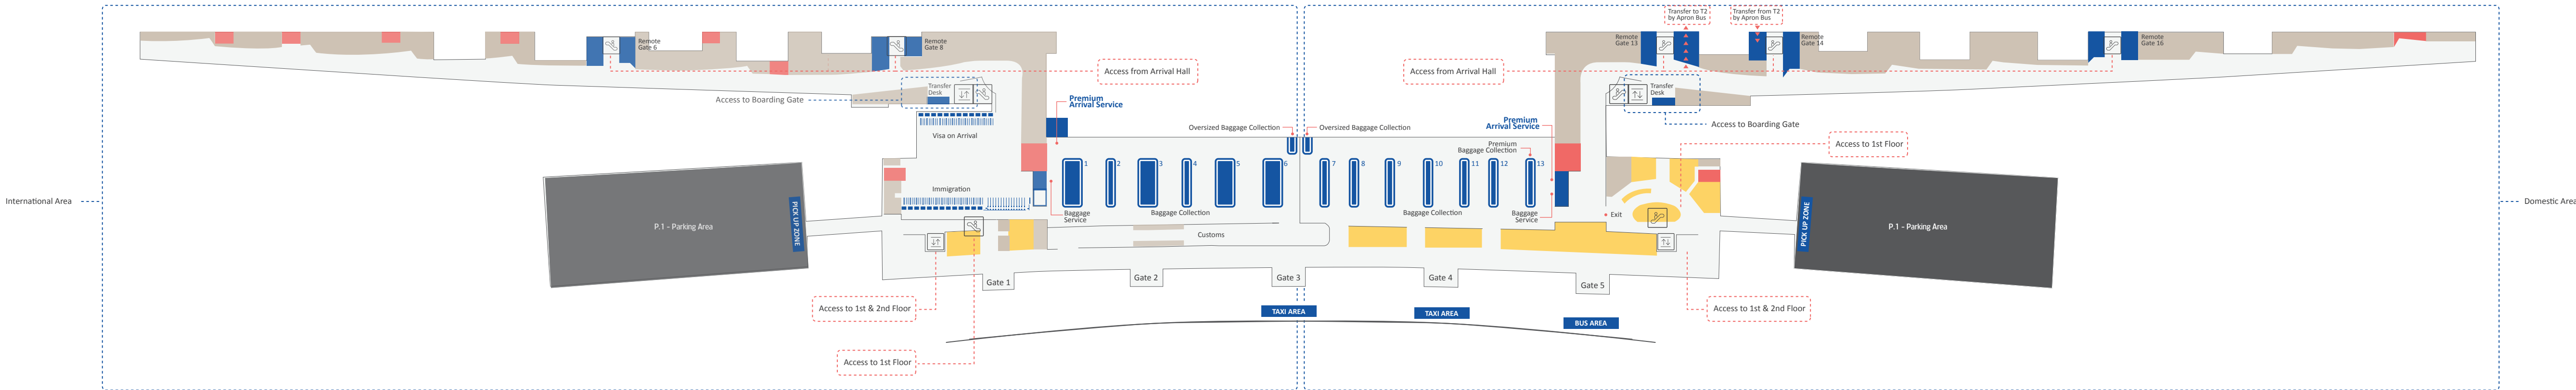 Transfer to T2
by Apron Bus
Transfer from T2
by Apron Bus
Remote
Gate 6
Remote
Gate 8
Remote
Gate 13
Remote
Gate 14
Remote
Gate 16
Access from Arrival Hall
Access from Arrival Hall
Access to Boarding Gate
Transfer
Desk
Premium
Arrival Service
Transfer
Desk
Access to Boarding Gate
Visa on Arrival
Oversized Baggage Collection
Oversized Baggage Collection
Premium
Arrival Service
Premium
Baggage Collection
Access to 1st Floor
1
2
3
4
5
6
7
8
9
10
11
12
13
Immigration
International Area
Domestic Area
P.1 - Parking Area
PICK UP ZONE
Baggage
Service
Baggage Collection
Baggage Collection
Baggage
Service
Exit
PICK UP ZONE
P.1 - Parking Area
Customs
Gate 1
Gate 2
Gate 3
Gate 4
Gate 5
Access to 1st & 2nd Floor
TAXI AREA
TAXI AREA
BUS AREA
Access to 1st & 2nd Floor
Access to 1st Floor